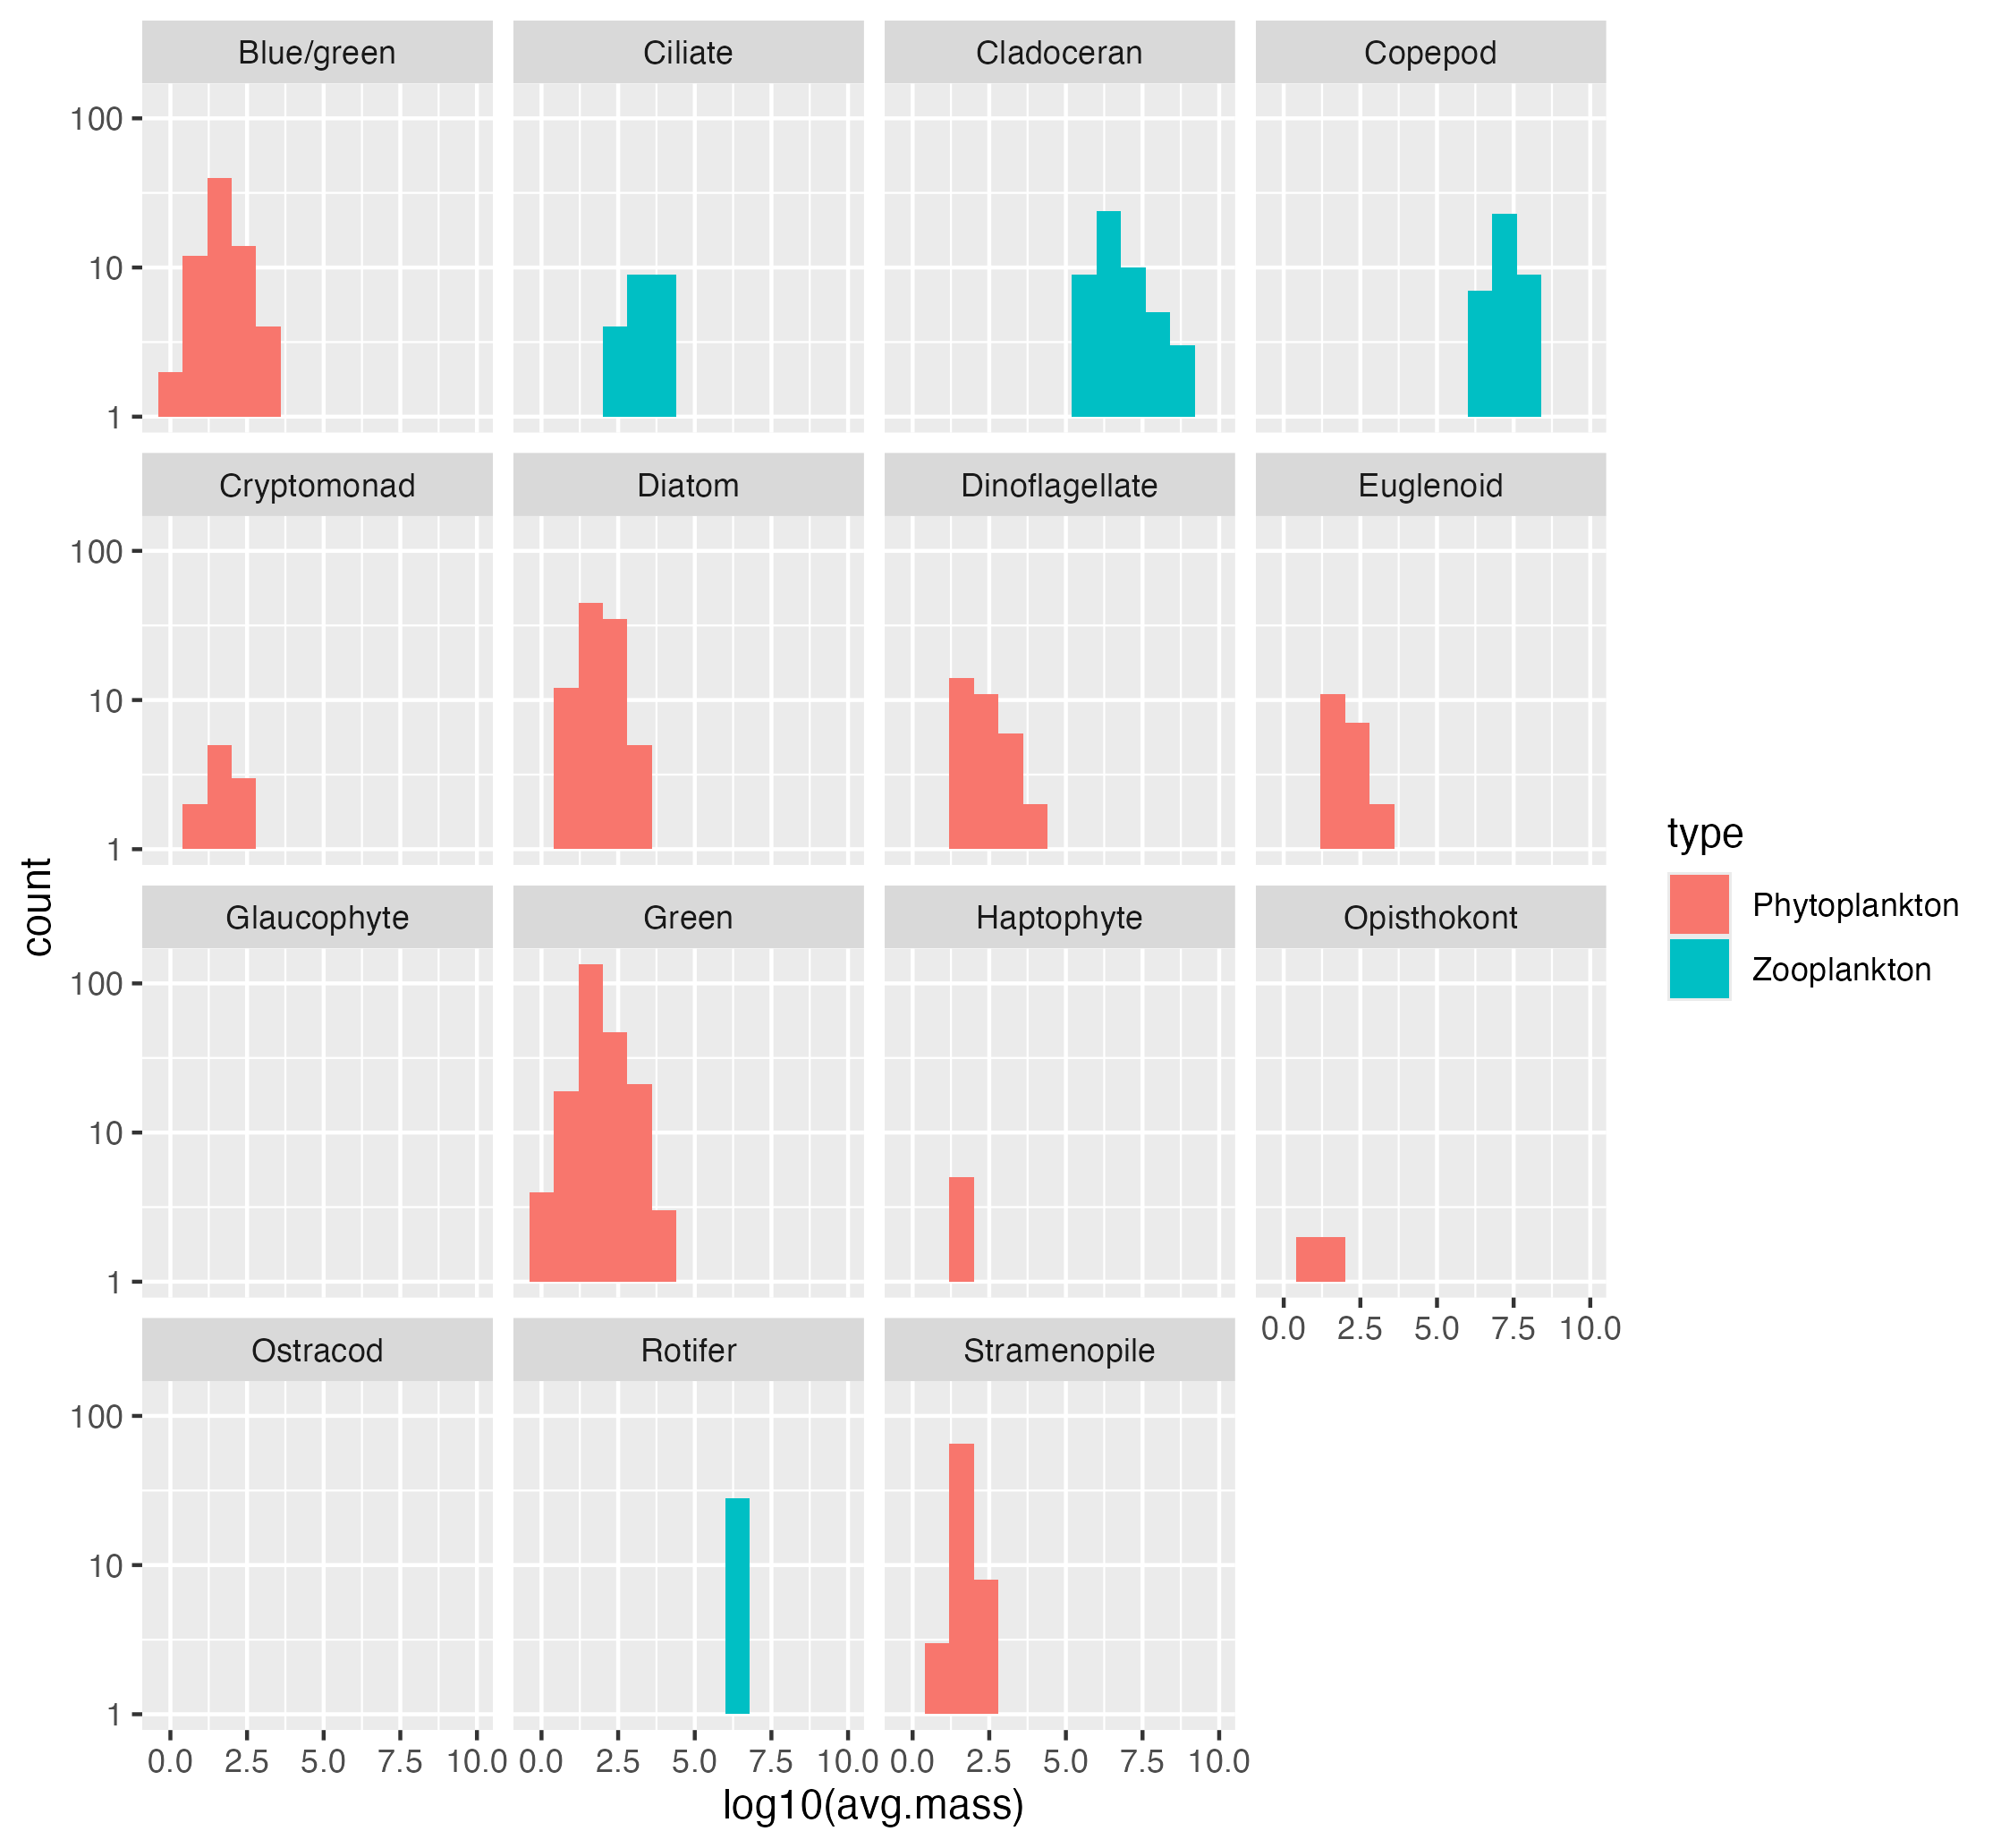 Blue/green Ciliate Cladoceran Copepod
100
10
1
Cryptomonad Diatom Dinoflagellate Euglenoid
100
10
1
Glaucophyte Green Haptophyte Opisthokont
100
10
1
0.0 2.5 5.0 7.5 10.0
Ostracod Rotifer Stramenopile
100
10
1
0.0 2.5 5.0 7.5 10.0 0.0 2.5 5.0 7.5 10.0 0.0 2.5 5.0 7.5 10.0
log10(avg.mass)
count
type
Phytoplankton
Zooplankton